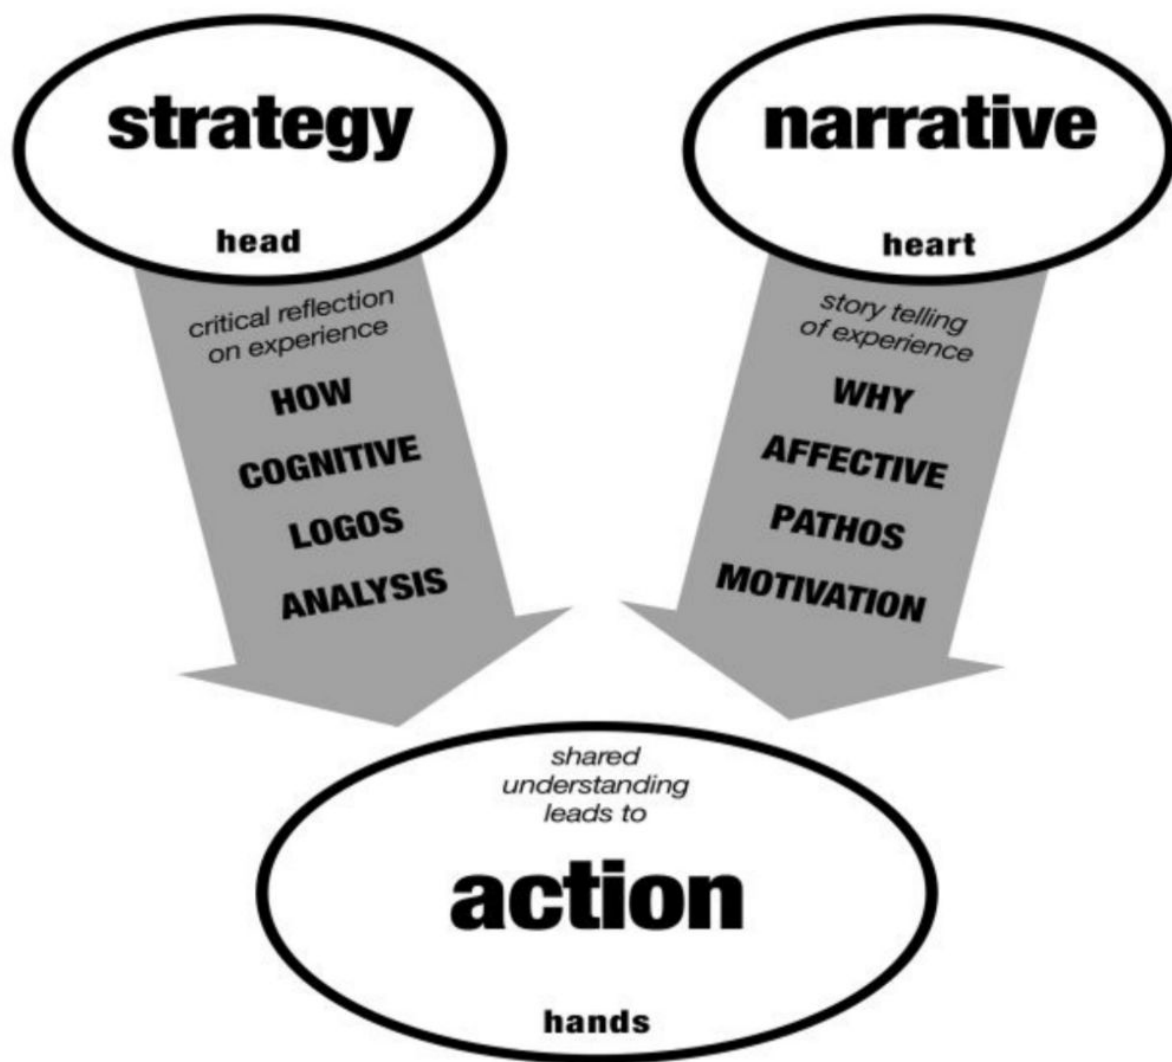 strategy
head
critical reflection
on experience
HOW
COGNITIVE
LOGOS
ANALYSIS
narrative
heart
story telling
of experience
WHY
AFFECTIVE
PATHOS
MOTIVATION
shared
understanding
leads to
action
hands